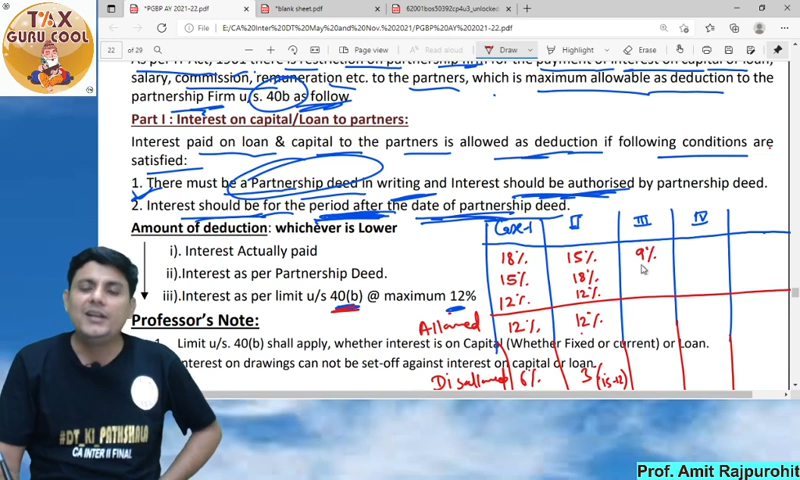 TAX
GURU COOL
*PGBP AY 2021-22.pdf
*blank sheet.pdf
62001bos50392cp4u3_unlocked
File
E:/CA%20Inter%20DT%20May%20and%20Nov.%202021/PGBP%20AY%202021-22.pdf
22
of 29
Page view
Read aloud
Draw
Highlight
Erase
salary, commission, remuneration etc. to the partners, which is maximum allowable as deduction to the
partnership Firm u/s. 40b as follow
Part I : Interest on capital/Loan to partners:
Interest paid on loan & capital to the partners is allowed as deduction if following conditions are
satisfied:
1. There must be a Partnership deed in writing and Interest should be authorised by partnership deed.
2. Interest should be for the period after the date of partnership deed.
Amount of deduction: whichever is Lower
Case-1 II III IV
i). Interest Actually paid
18% 15% 9%
ii).Interest as per Partnership Deed.
15% 18%
iii).Interest as per limit u/s 40(b) @ maximum 12%
12% 12%
Professor's Note:
Allowed 12% 12%
1. Limit u/s. 40(b) shall apply, whether interest is on Capital (Whether Fixed or current) or Loan.
Interest on drawings can not be set-off against interest on capital or loan.
Disallowed 6% 3 (15-12)
#DT_KI_PATHSHALA
CA INTER II FINAL
Prof. Amit Rajpurohit